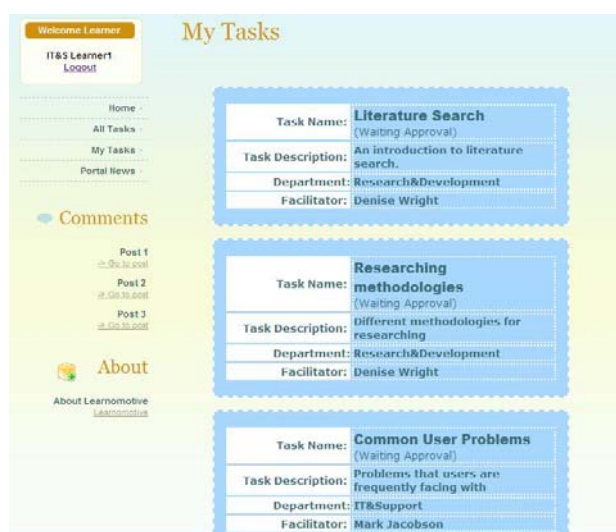 Welcome Learner
IT&S Learner1
Logout
Home
All Tasks
My Tasks
Portal News
Comments
Post 1
-> Go to post
Post 2
-> Go to post
Post 3
-> Go to post
About
About Learnomotive
Learnomotive
My Tasks
Task Name: Literature Search
(Waiting Approval)
Task Description: An introduction to literature
search.
Department: Research&Development
Facilitator: Denise Wright
Task Name: Researching
methodologies
(Waiting Approval)
Task Description: Different methodologies for
researching
Department: Research&Development
Facilitator: Denise Wright
Task Name: Common User Problems
(Waiting Approval)
Task Description: Problems that users are
frequently facing with
Department: IT&Support
Facilitator: Mark Jacobson